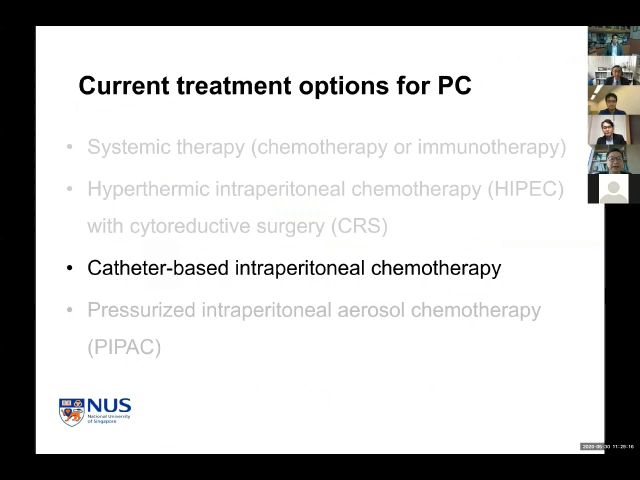 Current treatment options for PC
• Systemic therapy (chemotherapy or immunotherapy)
• Hyperthermic intraperitoneal chemotherapy (HIPEC)
with cytoreductive surgery (CRS)
• Catheter-based intraperitoneal chemotherapy
• Pressurized intraperitoneal aerosol chemotherapy
(PIPAC)
NUS
National University
of Singapore